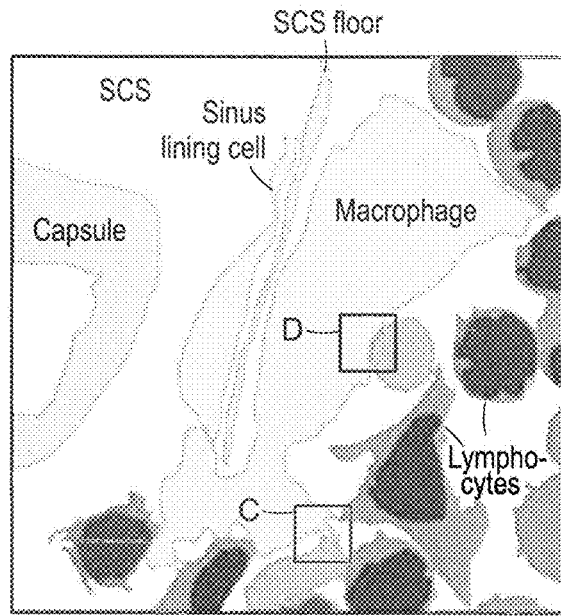 SCS floor
SCS
Sinus
lining cell
Capsule
Macrophage
D
Lympho-
cytes
C